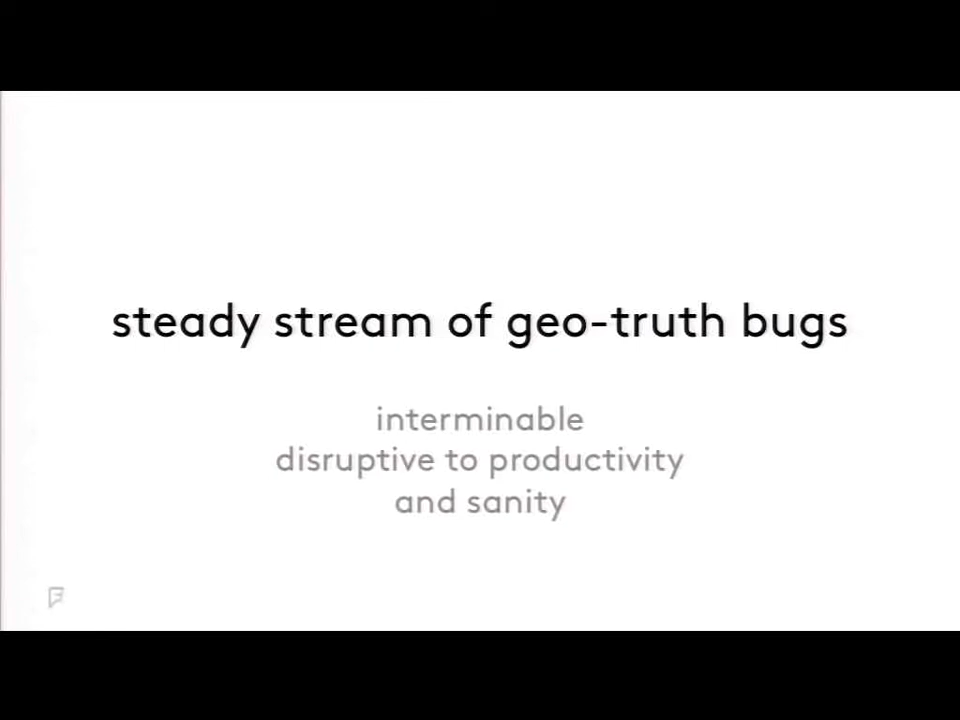 steady stream of geo-truth bugs
interminable
disruptive to productivity
and sanity